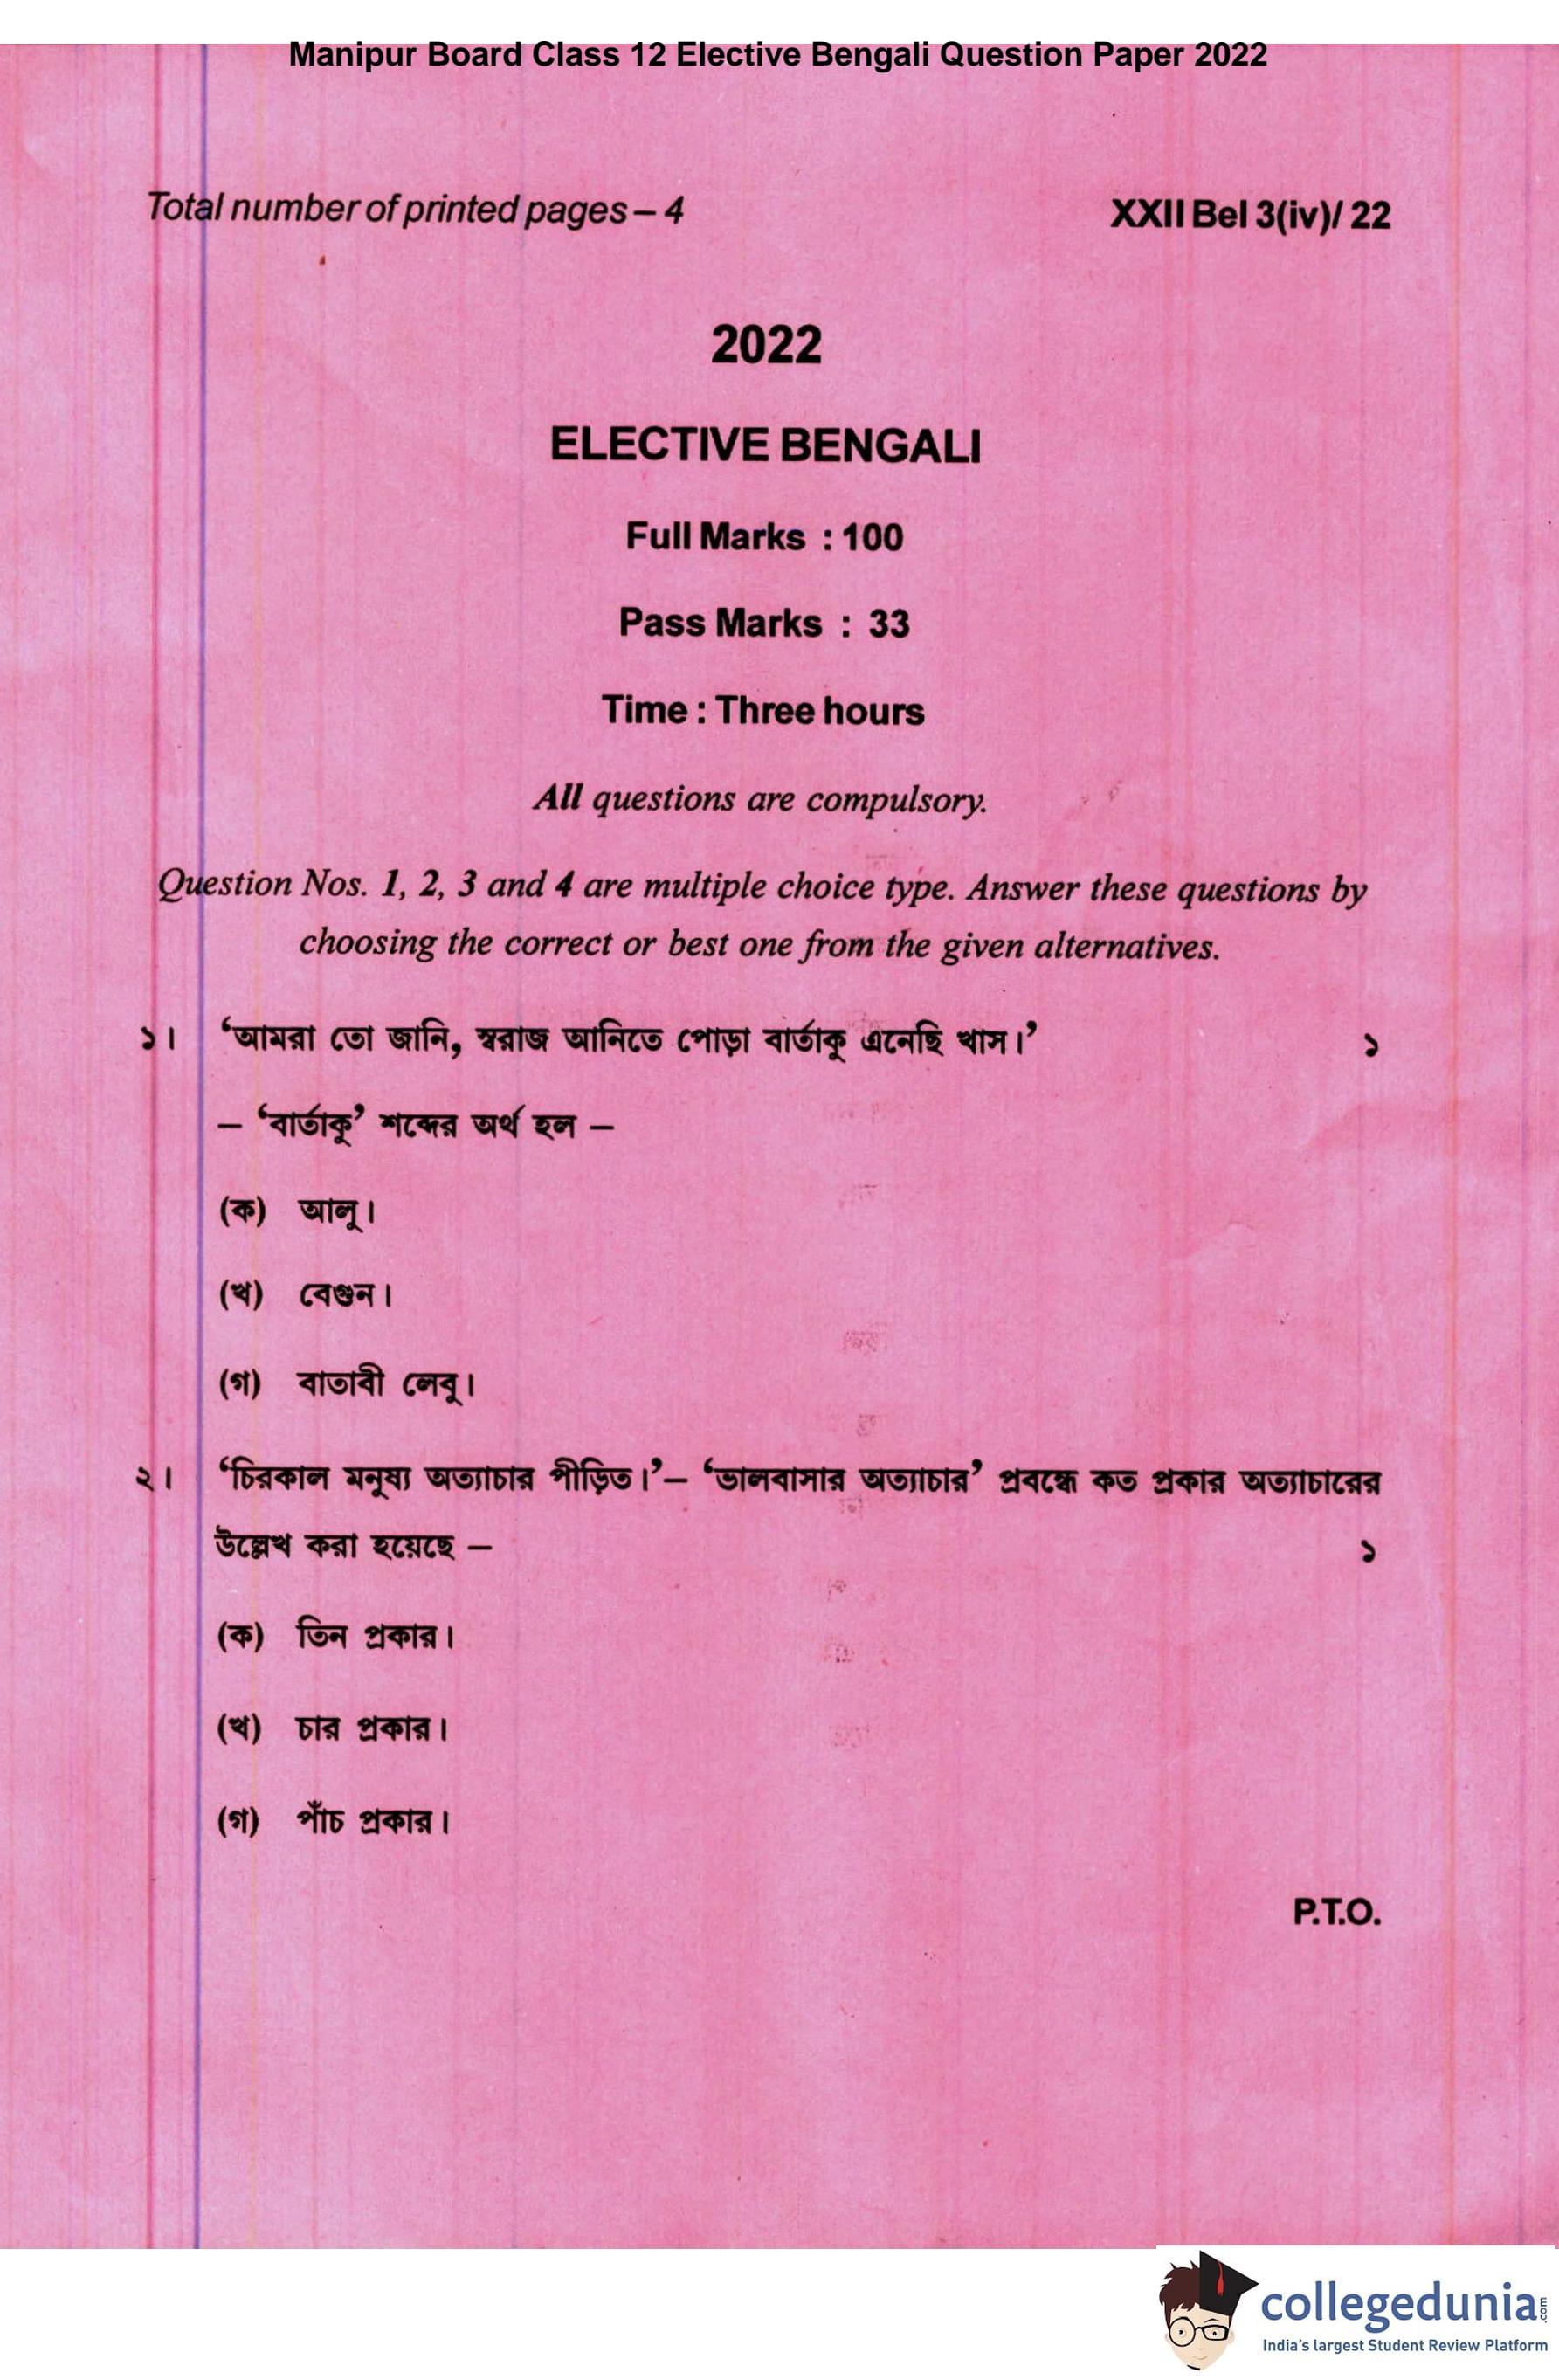 Manipur Board Class 12 Elective Bengali Question Paper 2022
Total number of printed pages – 4 XXII Bel 3(iv)/ 22
2022
ELECTIVE BENGALI
Full Marks : 100
Pass Marks : 33
Time : Three hours
All questions are compulsory.
Question Nos. 1, 2, 3 and 4 are multiple choice type. Answer these questions by
choosing the correct or best one from the given alternatives.
১। ‘আমরা তো জানি, স্বরাজ আনিতে পোড়া বার্তাকু এনেছি খাস।’ ১
– ‘বার্তাকু’ শব্দের অর্থ হল –
(ক) আলু।
(খ) বেগুন।
(গ) বাতাবী লেবু।
২। ‘চিরকাল মনুষ্য অত্যাচার পীড়িত।’– ‘ভালবাসার অত্যাচার’ প্রবন্ধে কত প্রকার অত্যাচারের
উল্লেখ করা হয়েছে – ১
(ক) তিন প্রকার।
(খ) চার প্রকার।
(গ) পাঁচ প্রকার।
P.T.O.
collegedunia.com
India's largest Student Review Platform